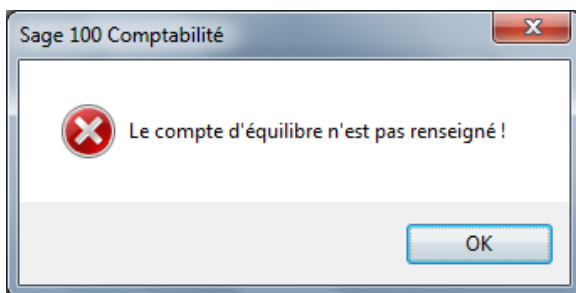 Sage 100 Comptabilité
Le compte d'équilibre n'est pas renseigné !
OK